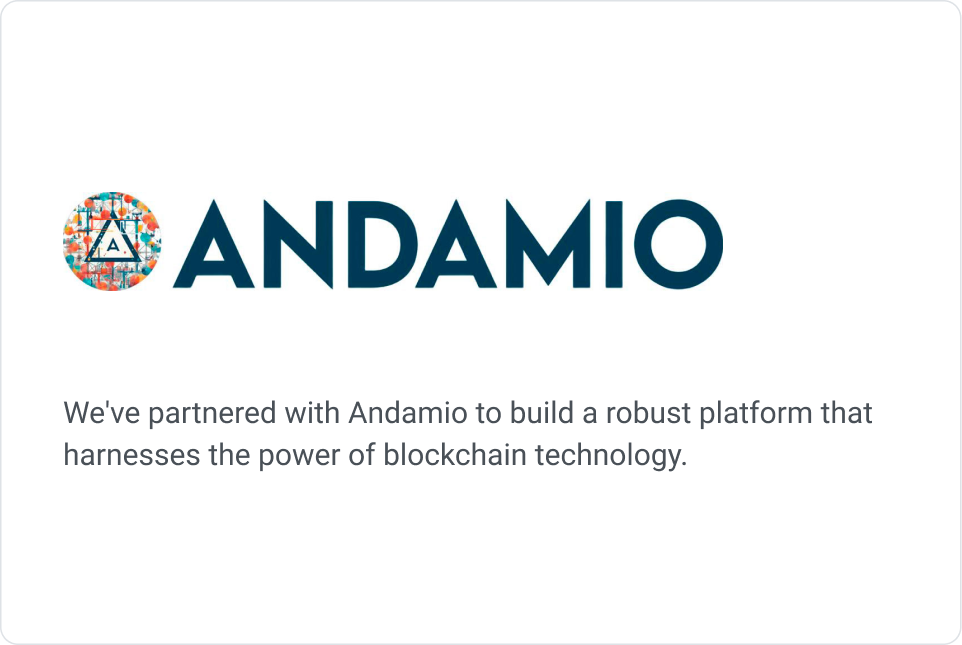 A
ANDAMIO
We've partnered with Andamio to build a robust platform that
harnesses the power of blockchain technology.